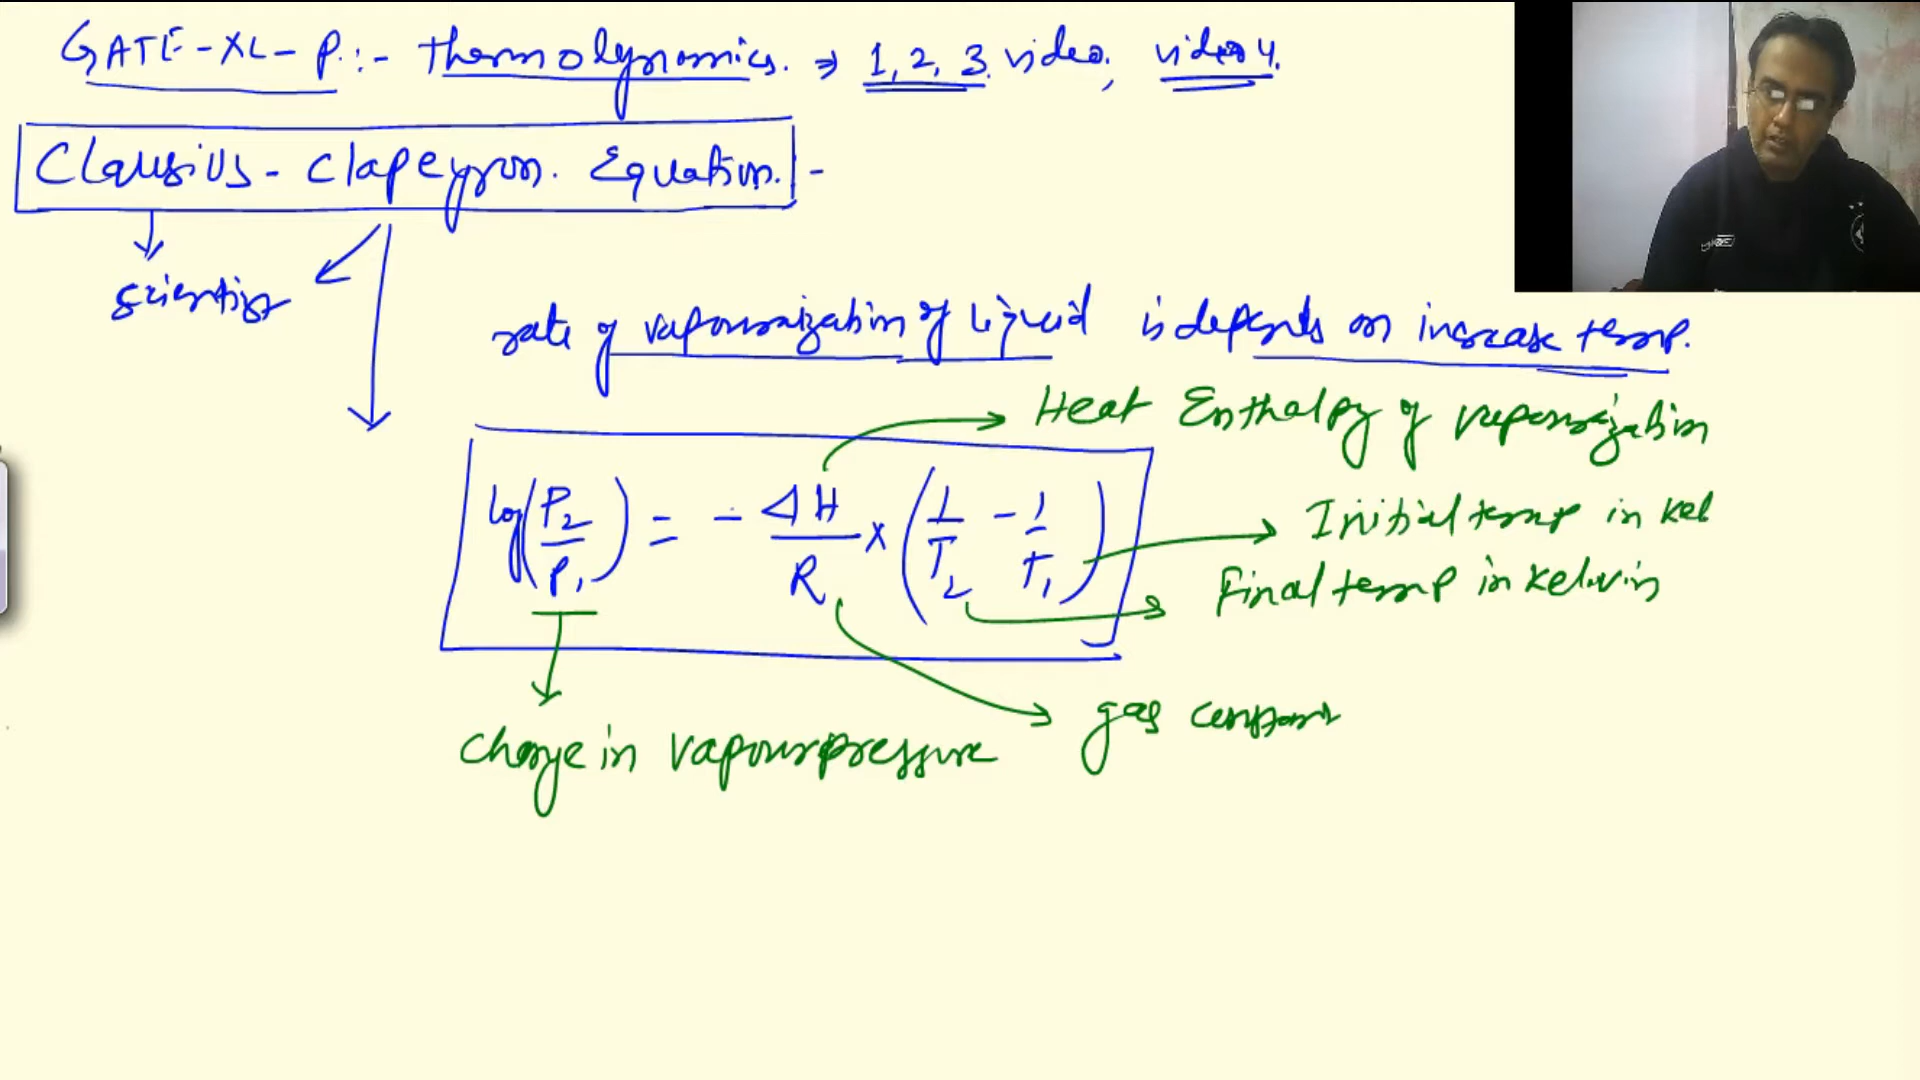 GATE-XL-P:- Thermodynamics. ⇒ 1, 2, 3. video, video 4.
Clausius - Clapeyron. Equation. -
scientist
rate of vapourization of Liquid is depends on increase temp.
Heat Enthalpy of vapourization
log(P2/P1) = - ΔH/R × (1/T2 - 1/T1)
Initial temp in kel
Final temp in kelvin
gas constant
change in vapour pressure